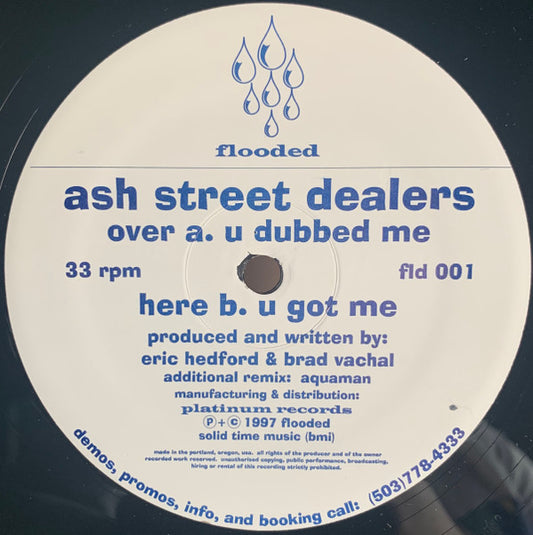 flooded
ash street dealers
over a. u dubbed me
33 rpm
fld 001
here b. u got me
produced and written by:
eric hedford & brad vachal
additional remix: aquaman
manufacturing & distribution:
platinum records
℗+© 1997 flooded
solid time music (bmi)
made in the portland, oregon, usa. all rights of the producer and of the owner
recorded work reserved. unauthorised copying, public performance, broadcasting,
hiring or rental of this recording strictly prohibited.
demos, promos, info, and booking call: (503)778-4333